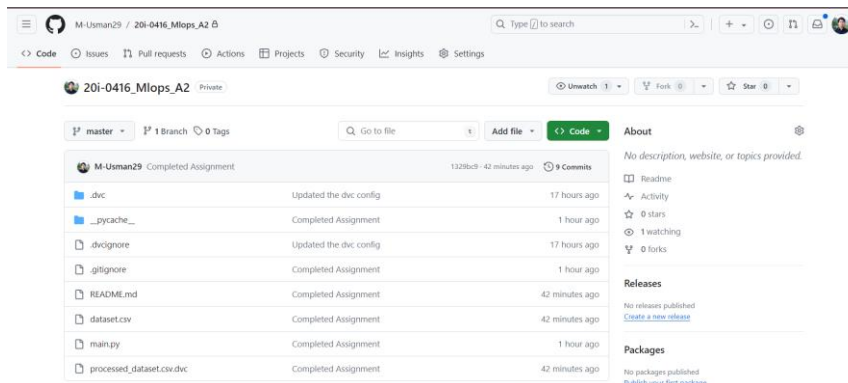 M-Usman29 / 20i-0416_Mlops_A2
Type / to search
<> Code Issues Pull requests Actions Projects Security Insights Settings
20i-0416_Mlops_A2 Private
Unwatch 1 Fork 0 Star 0
master 1 Branch 0 Tags Go to file t Add file <> Code
About
No description, website, or topics provided.
M-Usman29 Completed Assignment 1329bc9 · 42 minutes ago 9 Commits
Readme
.dvc Updated the dvc config 17 hours ago
Activity
__pycache__ Completed Assignment 1 hour ago
0 stars
.dvcignore Updated the dvc config 17 hours ago
1 watching
.gitignore Completed Assignment 1 hour ago
0 forks
README.md Completed Assignment 42 minutes ago
dataset.csv Completed Assignment 42 minutes ago
main.py Completed Assignment 1 hour ago
processed_dataset.csv.dvc Completed Assignment 42 minutes ago
Releases
No releases published
Create a new release
Packages
No packages published
Publish your first package